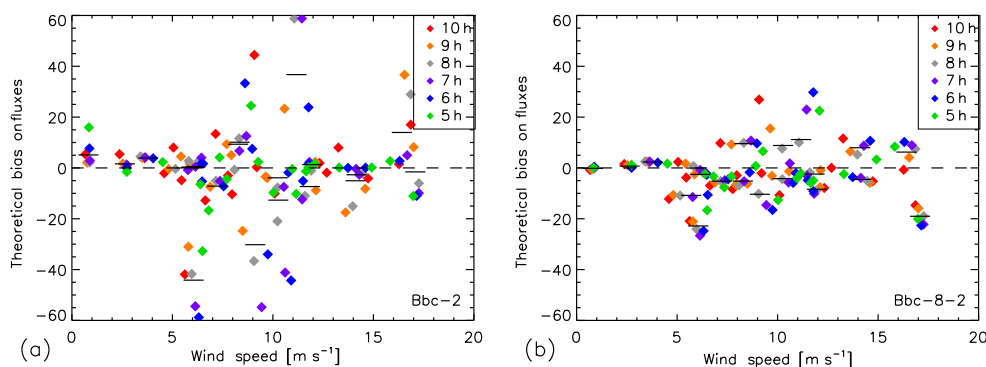 60
40
20
0
−20
−40
−60
Theoretical bias on fluxes
10 h
9 h
8 h
7 h
6 h
5 h
Bbc−2
0 5 10 15 20
Wind speed [m s⁻¹]
(a)
60
40
20
0
−20
−40
−60
Theoretical bias on fluxes
10 h
9 h
8 h
7 h
6 h
5 h
Bbc−8−2
0 5 10 15 20
Wind speed [m s⁻¹]
(b)